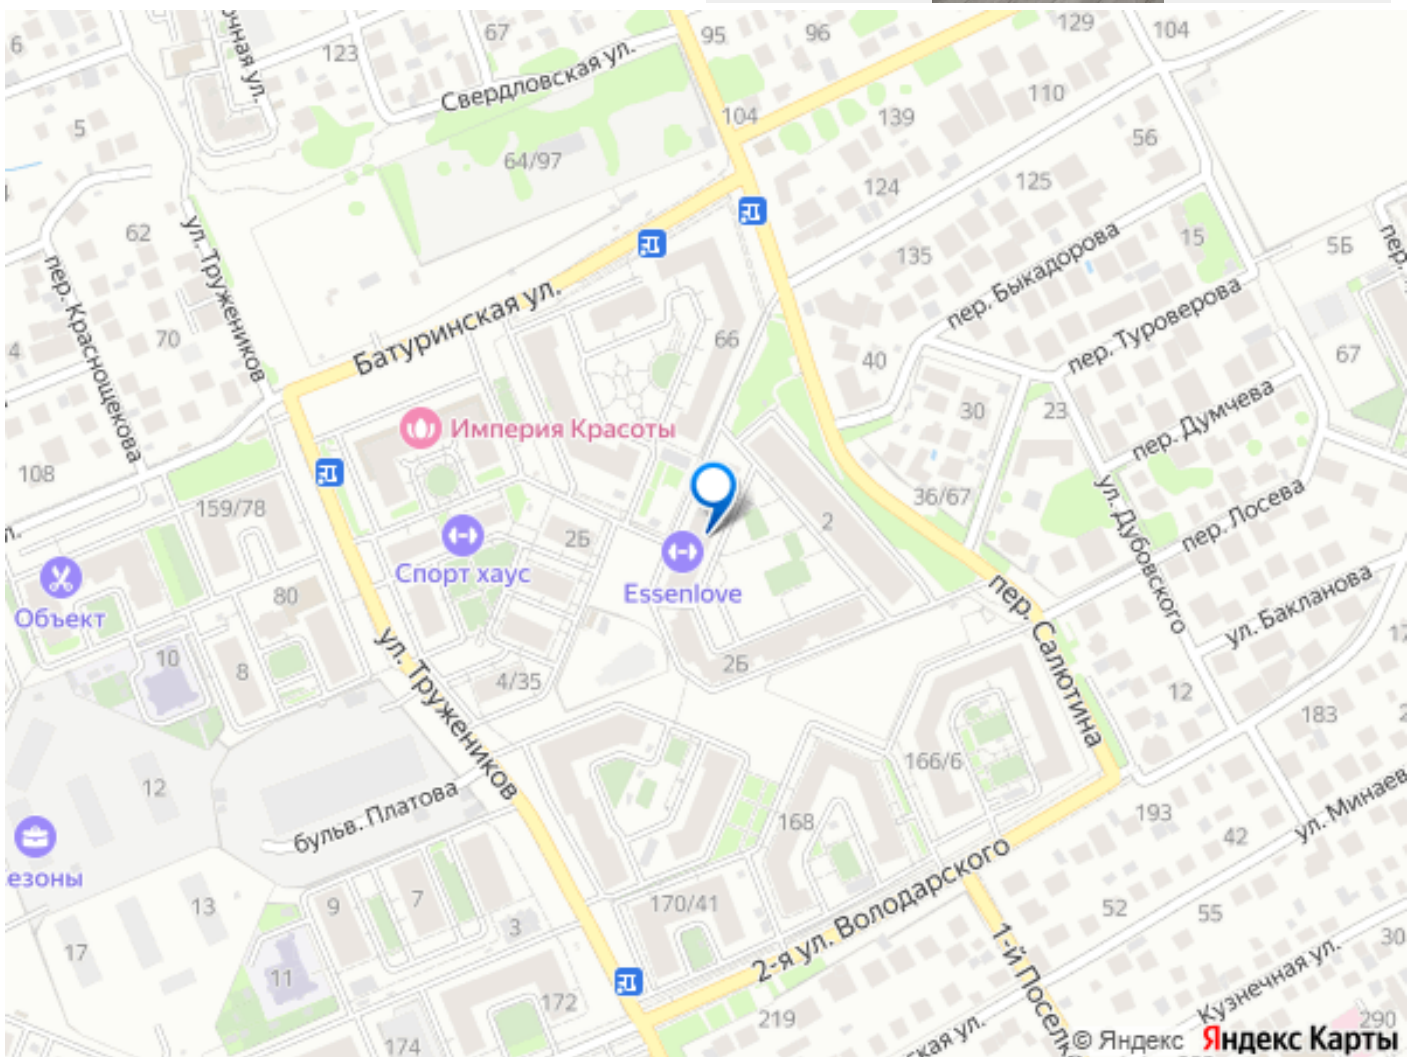 67
95
96
129
104
6
123
Свердловская ул.
5
104
139
110
56
64/97
124
125
62
ул. Тружеников
пер. Краснощекова
135
пер. Быкадорова
15
5Б
пер.
Батуринская ул.
70
66
40
пер. Туроверова
67
30
23
пер. Думчева
Империя Красоты
108
159/78
36/67
ул. Дубовского
пер. Лосева
2
2Б
Спорт хаус
Essenlove
Объект
80
пер. Салютина
ул. Бакланова
10
8
4/35
2Б
ул. Тружеников
12
183
166/6
12
бульв. Платова
168
193
42
ул. Минаев
езоны
13
9
7
170/41
2-я ул. Володарского
52
55
17
3
11
1-й Поселк
Кузнечная ул.
30
172
219
174
ская ул.
290
© Яндекс Яндекс Карты